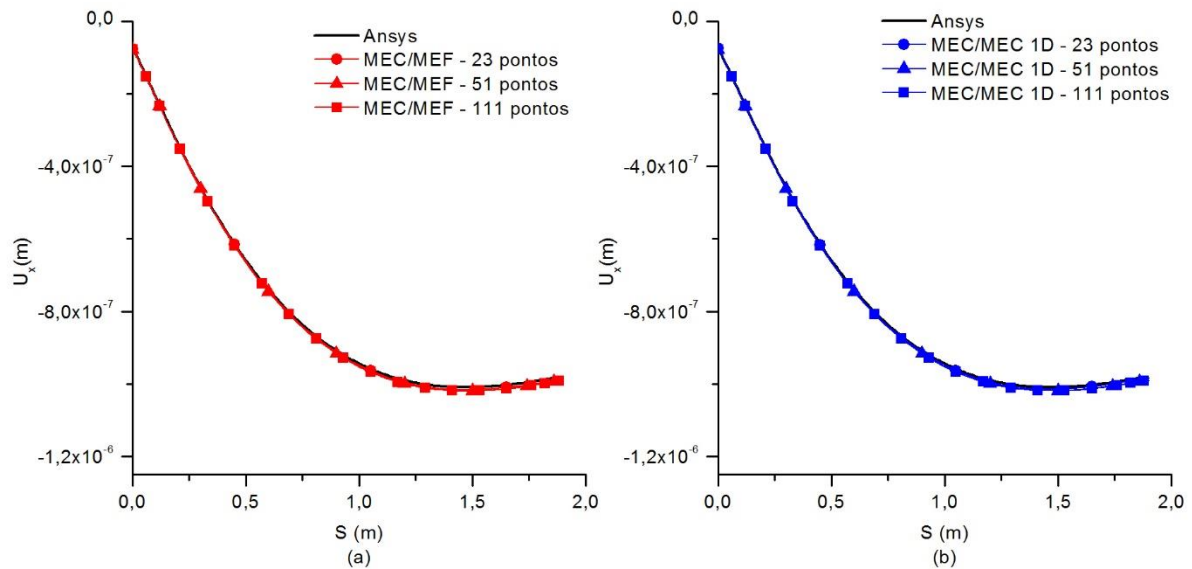 Ansys
MEC/MEF - 23 pontos
MEC/MEF - 51 pontos
MEC/MEF - 111 pontos
0,0
-4,0x10⁻⁷
-8,0x10⁻⁷
-1,2x10⁻⁶
Uₓ(m)
0,0 0,5 1,0 1,5 2,0
S (m)
(a)
Ansys
MEC/MEC 1D - 23 pontos
MEC/MEC 1D - 51 pontos
MEC/MEC 1D - 111 pontos
0,0
-4,0x10⁻⁷
-8,0x10⁻⁷
-1,2x10⁻⁶
Uₓ(m)
0,0 0,5 1,0 1,5 2,0
S (m)
(b)